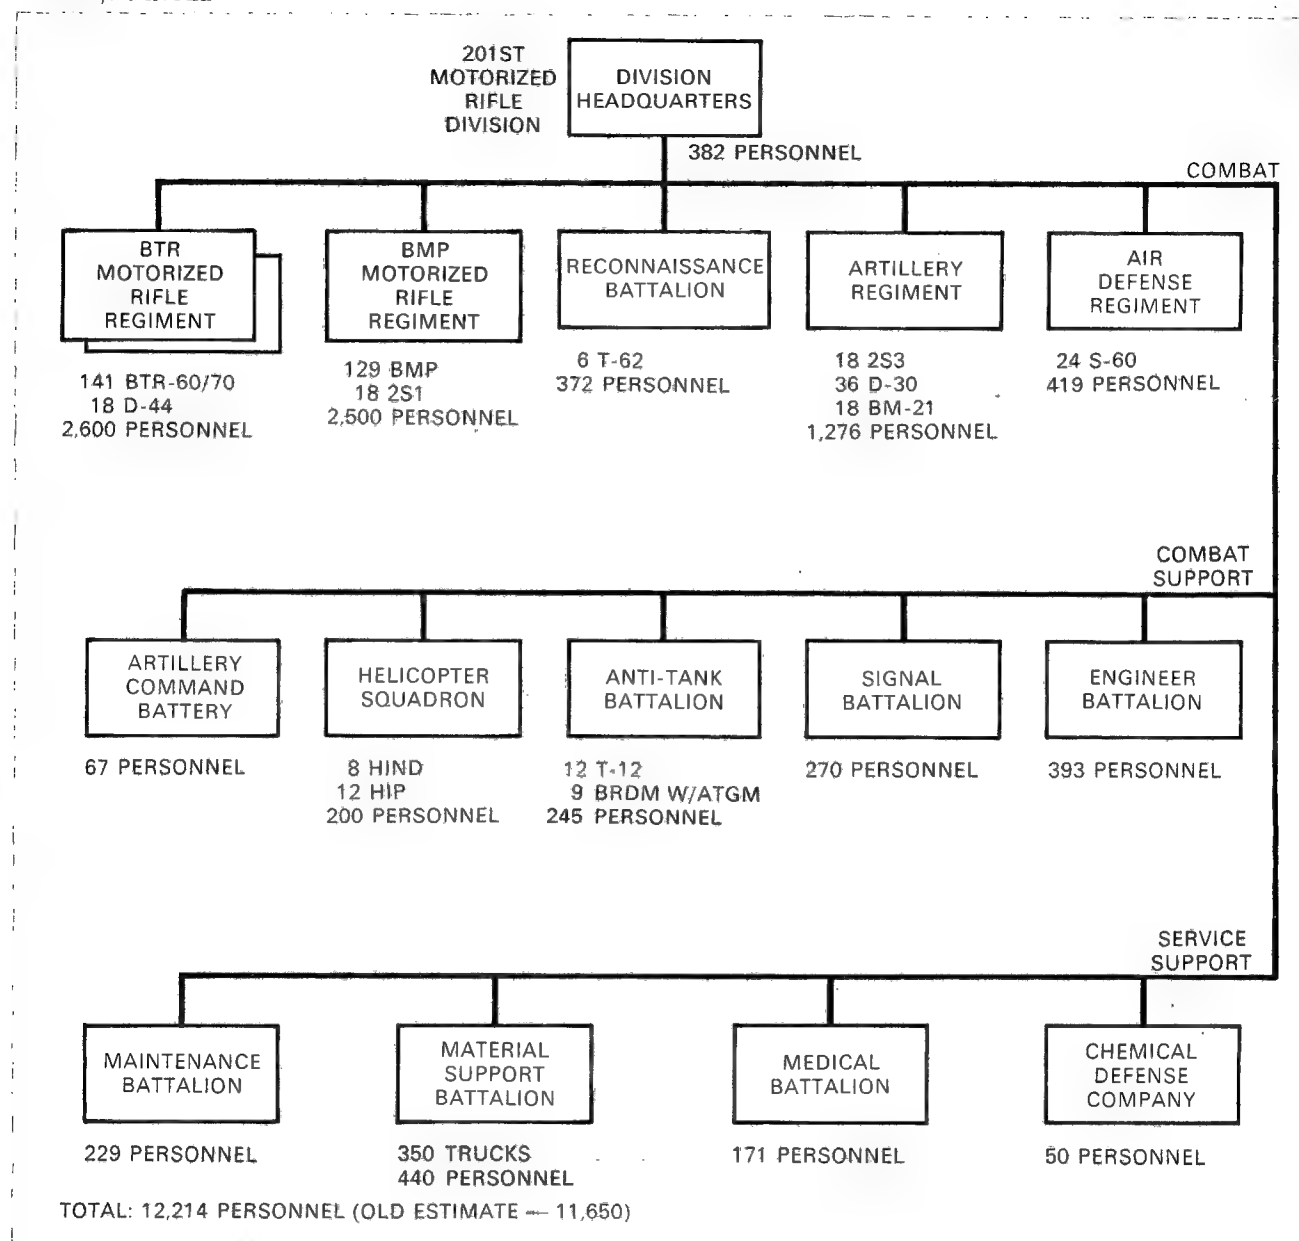 201ST
MOTORIZED
RIFLE
DIVISION
DIVISION
HEADQUARTERS
382 PERSONNEL
COMBAT
BTR
MOTORIZED
RIFLE
REGIMENT
141 BTR-60/70
18 D-44
2,600 PERSONNEL
BMP
MOTORIZED
RIFLE
REGIMENT
129 BMP
18 2S1
2,500 PERSONNEL
RECONNAISSANCE
BATTALION
6 T-62
372 PERSONNEL
ARTILLERY
REGIMENT
18 2S3
36 D-30
18 BM-21
1,276 PERSONNEL
AIR
DEFENSE
REGIMENT
24 S-60
419 PERSONNEL
COMBAT
SUPPORT
ARTILLERY
COMMAND
BATTERY
67 PERSONNEL
HELICOPTER
SQUADRON
8 HIND
12 HIP
200 PERSONNEL
ANTI-TANK
BATTALION
12 T-12
9 BRDM W/ATGM
245 PERSONNEL
SIGNAL
BATTALION
270 PERSONNEL
ENGINEER
BATTALION
393 PERSONNEL
SERVICE
SUPPORT
MAINTENANCE
BATTALION
229 PERSONNEL
MATERIAL
SUPPORT
BATTALION
350 TRUCKS
440 PERSONNEL
MEDICAL
BATTALION
171 PERSONNEL
CHEMICAL
DEFENSE
COMPANY
50 PERSONNEL
TOTAL: 12,214 PERSONNEL (OLD ESTIMATE — 11,650)